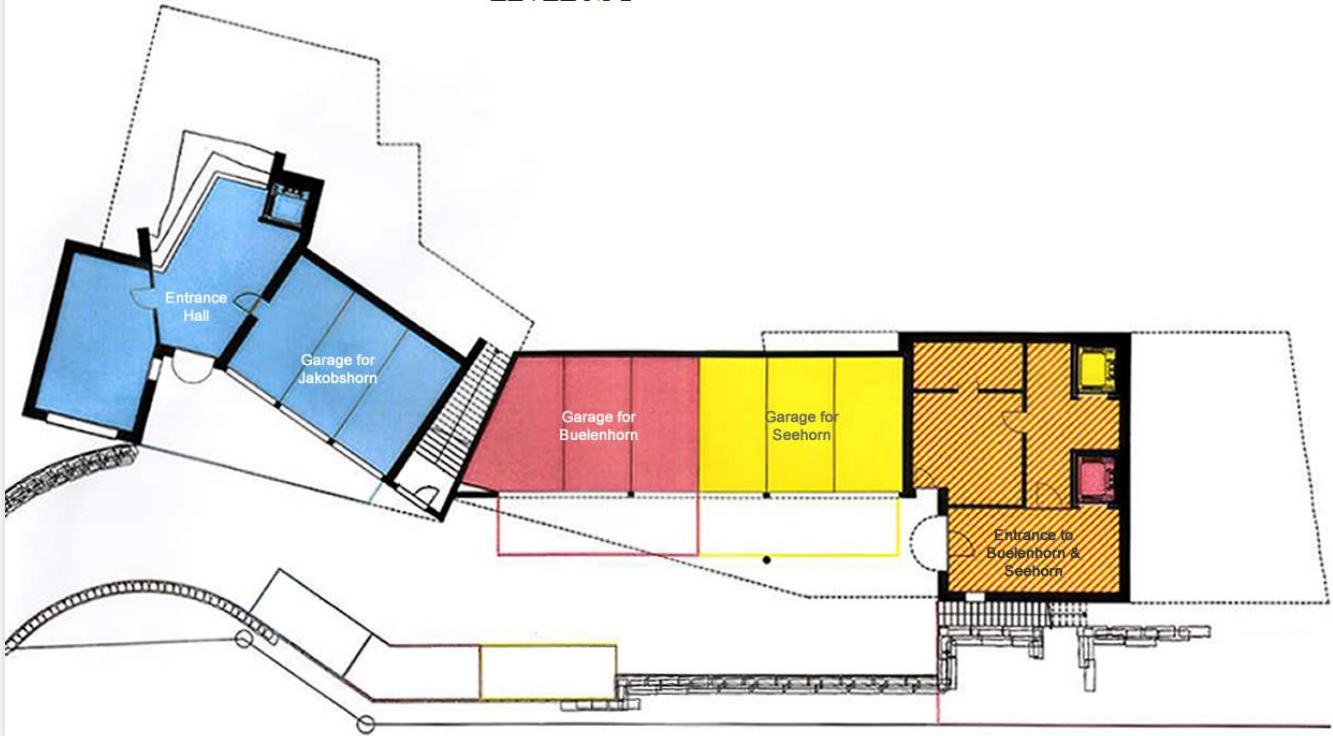 Entrance
Hall
Garage for
Jakobshorn
Garage for
Buelenhorn
Garage for
Seehorn
Entrance to
Buelenhorn &
Seehorn